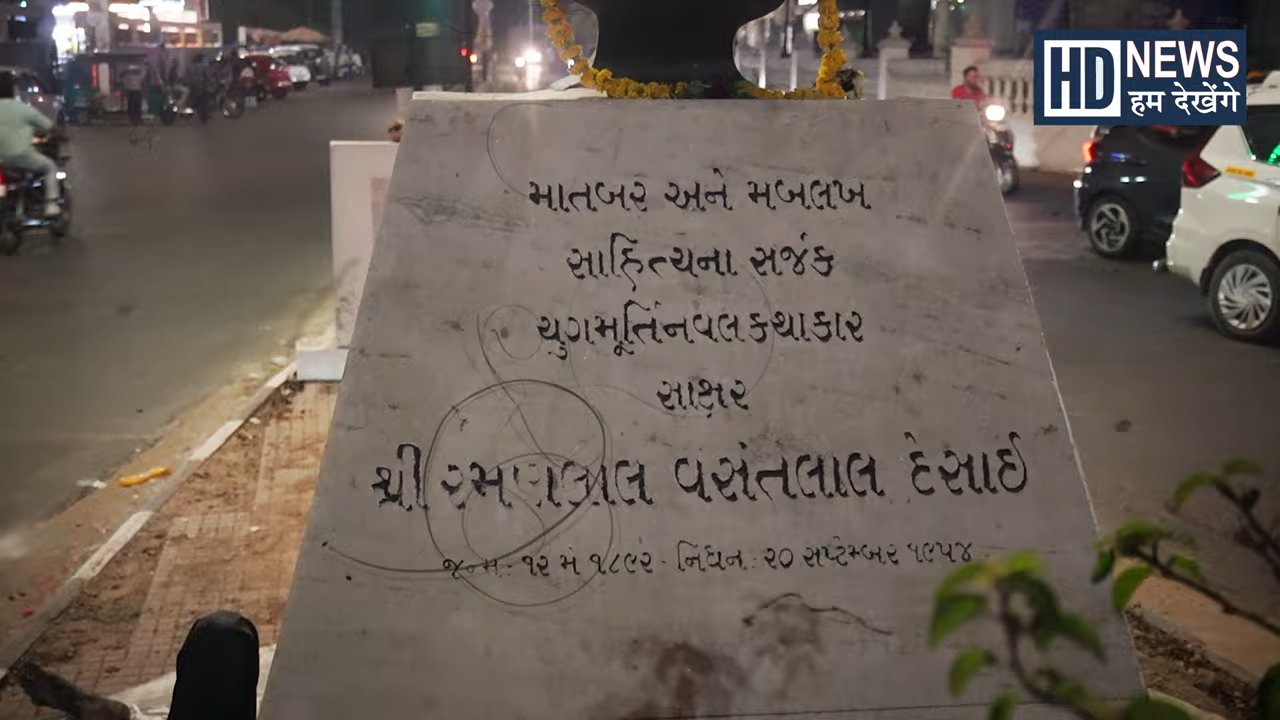 HD NEWS
हम देखेंगे
માતબર અને મબલખ
સાહિત્યના સર્જક
યુગમૂર્તિનવલકથાકાર
સાક્ષર
શ્રી રમણલાલ વસંતલાલ દેસાઈ
જન્મ : ૧૨ મે ૧૮૯૨ - નિધન : ૨૦ સપ્ટેમ્બર ૧૯૫૪